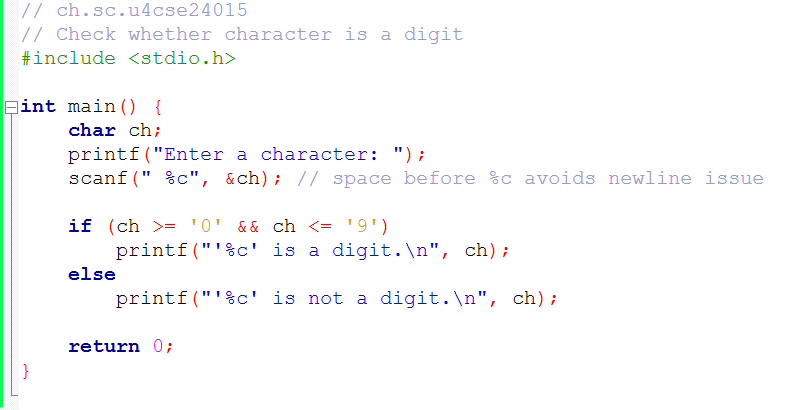 // ch.sc.u4cse24015
// Check whether character is a digit
#include <stdio.h>
int main() {
    char ch;
    printf("Enter a character: ");
    scanf(" %c", &ch); // space before %c avoids newline issue
    if (ch >= '0' && ch <= '9')
        printf("'%c' is a digit.\n", ch);
    else
        printf("'%c' is not a digit.\n", ch);
    return 0;
}